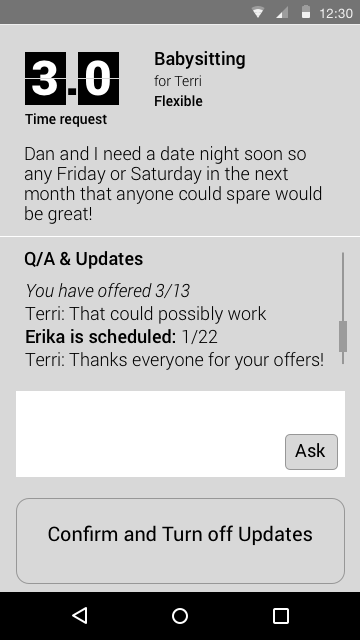 12:30
3.0
Babysitting
for Terri
Flexible
Time request
Dan and I need a date night soon so
any Friday or Saturday in the next
month that anyone could spare would
be great!
Q/A & Updates
You have offered 3/13
Terri: That could possibly work
Erika is scheduled: 1/22
Terri: Thanks everyone for your offers!
Ask
Confirm and Turn off Updates